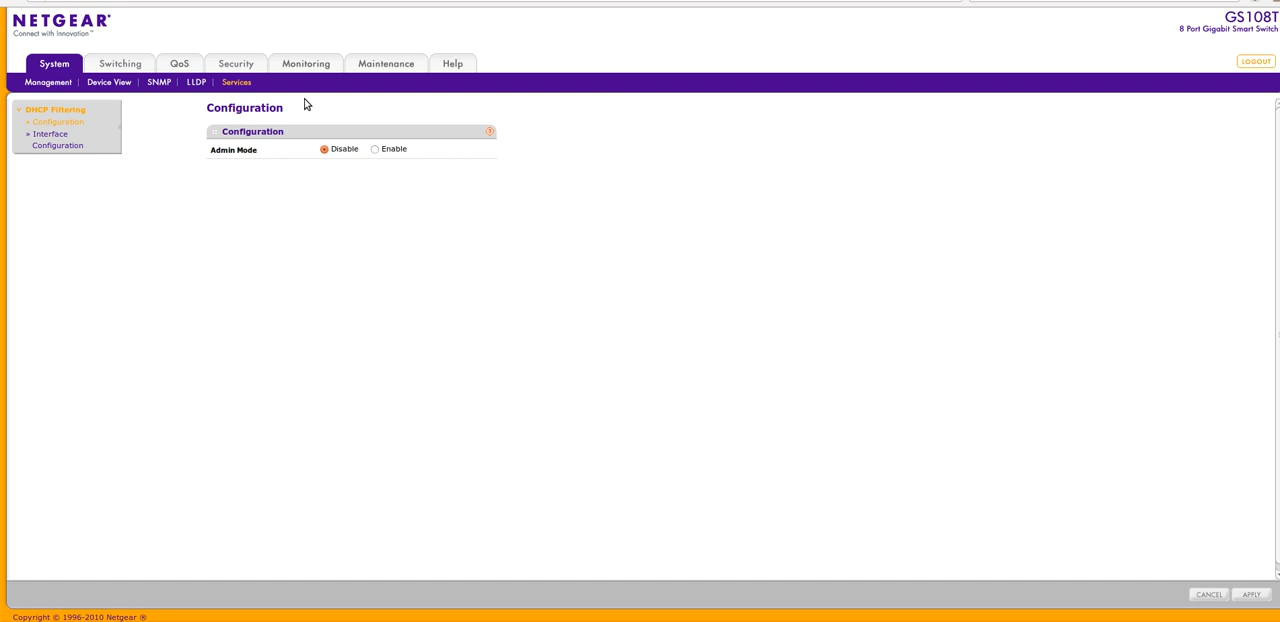 NETGEAR®
Connect with Innovation™
GS108T
8 Port Gigabit Smart Switch
System Switching QoS Security Monitoring Maintenance Help
LOGOUT
Management | Device View | SNMP | LLDP | Services
DHCP Filtering
» Configuration
» Interface
Configuration
Configuration
Configuration
?
Admin Mode Disable Enable
CANCEL APPLY
Copyright © 1996-2010 Netgear ®